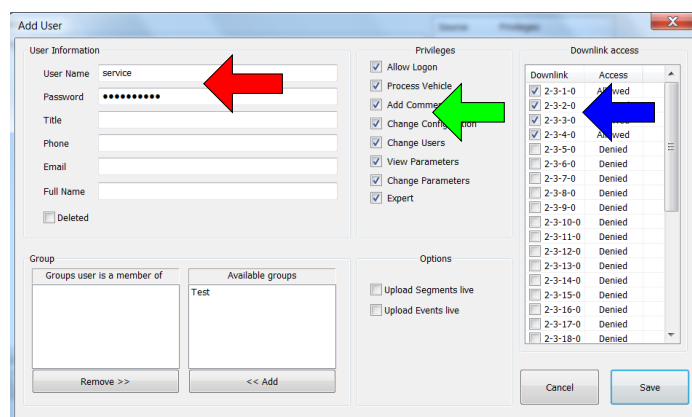 Add User
User Information
User Name service
Password ●●●●●●●●●●
Title
Phone
Email
Full Name
Deleted
Group
Groups user is a member of
Available groups
Test
Remove >>
<< Add
Privileges
Allow Logon
Process Vehicle
Add
Change
Change Users
View Parameters
Change Parameters
Expert
Options
Upload Segments live
Upload Events live
Downlink access
Downlink Access
2-3-1-0
2-3-2-0
2-3-3-0
2-3-4-0 Allowed
2-3-5-0 Denied
2-3-6-0 Denied
2-3-7-0 Denied
2-3-8-0 Denied
2-3-9-0 Denied
2-3-10-0 Denied
2-3-11-0 Denied
2-3-12-0 Denied
2-3-13-0 Denied
2-3-14-0 Denied
2-3-15-0 Denied
2-3-16-0 Denied
2-3-17-0 Denied
2-3-18-0 Denied
Cancel
Save